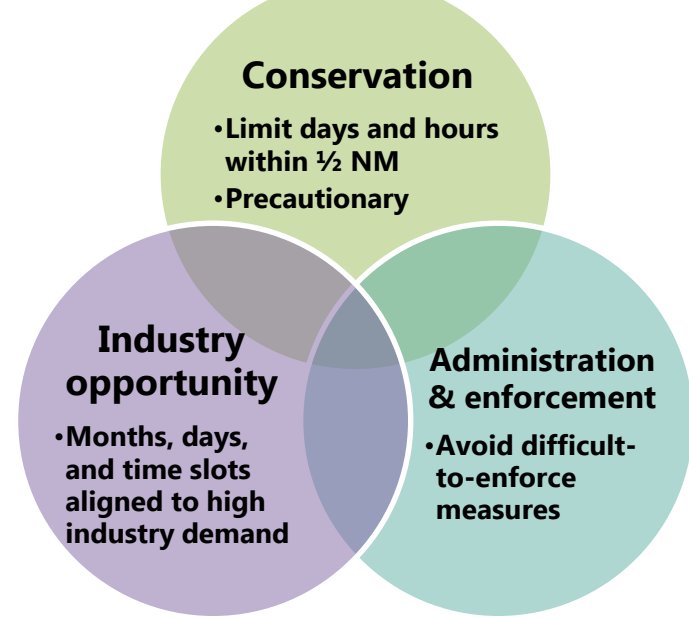 Conservation
•Limit days and hours
within ½ NM
•Precautionary
Industry
opportunity
•Months, days,
and time slots
aligned to high
industry demand
Administration
& enforcement
•Avoid difficult-
to-enforce
measures